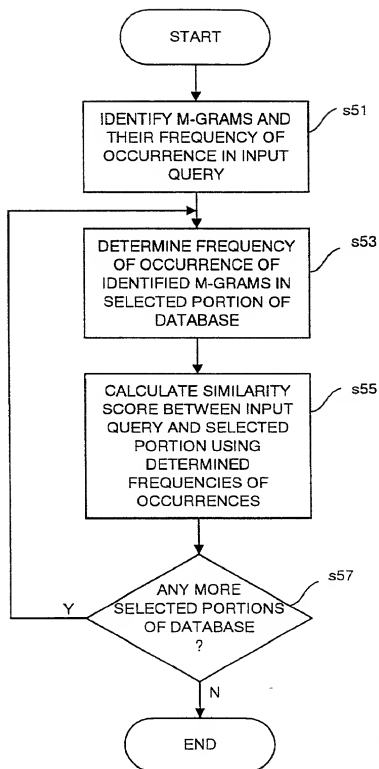 START
IDENTIFY M-GRAMS AND
THEIR FREQUENCY OF
OCCURRENCE IN INPUT
QUERY
s51
DETERMINE FREQUENCY
OF OCCURRENCE OF
IDENTIFIED M-GRAMS IN
SELECTED PORTION OF
DATABASE
s53
CALCULATE SIMILARITY
SCORE BETWEEN INPUT
QUERY AND SELECTED
PORTION USING
DETERMINED
FREQUENCIES OF
OCCURRENCES
s55
ANY MORE
SELECTED PORTIONS
OF DATABASE
?
s57
Y
N
END